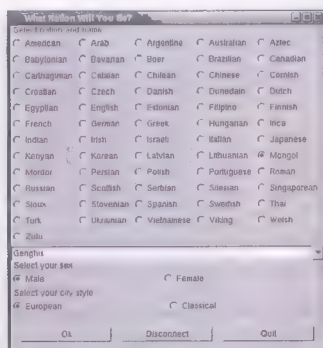 What Nation Will You Be?
Select nation and name
American Arab Argentine Australian Aztec
Babylonian Bavarian Boer Brazilian Canadian
Carthaginian Catalan Chilean Chinese Cornish
Croatian Czech Danish Dunedain Dutch
Egyptian English Estonian Filipino Finnish
French German Greek Hungarian Inca
Indian Irish Israeli Italian Japanese
Kenyan Korean Latvian Lithuanian Mongol
Mordor Persian Polish Portuguese Roman
Russian Scottish Serbian Silesian Singaporean
Sioux Slovenian Spanish Swedish Thai
Turk Ukrainian Vietnamese Viking Welsh
Zulu
Genghis
Select your sex
Male Female
Select your city style
European Classical
Ok Disconnect Quit